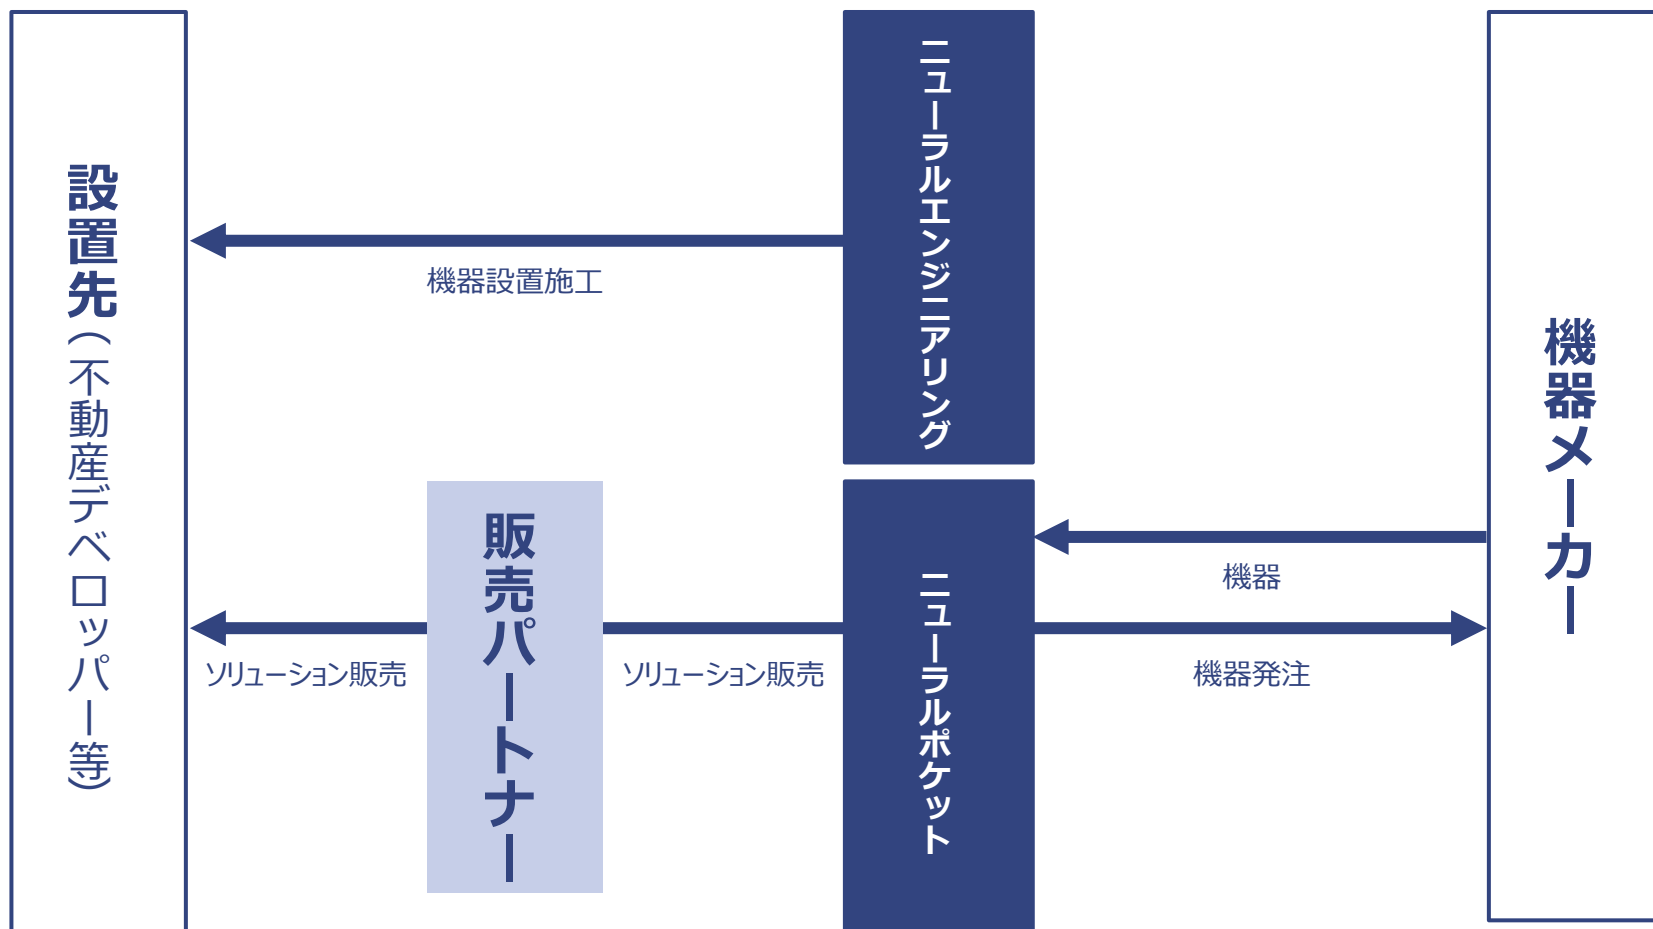 設置先(不動産デベロッパー等)
機器設置施工
ソリューション販売
販売パートナー
ソリューション販売
ニューラルエンジニアリング
ニューラルポケット
機器
機器発注
機器メーカー